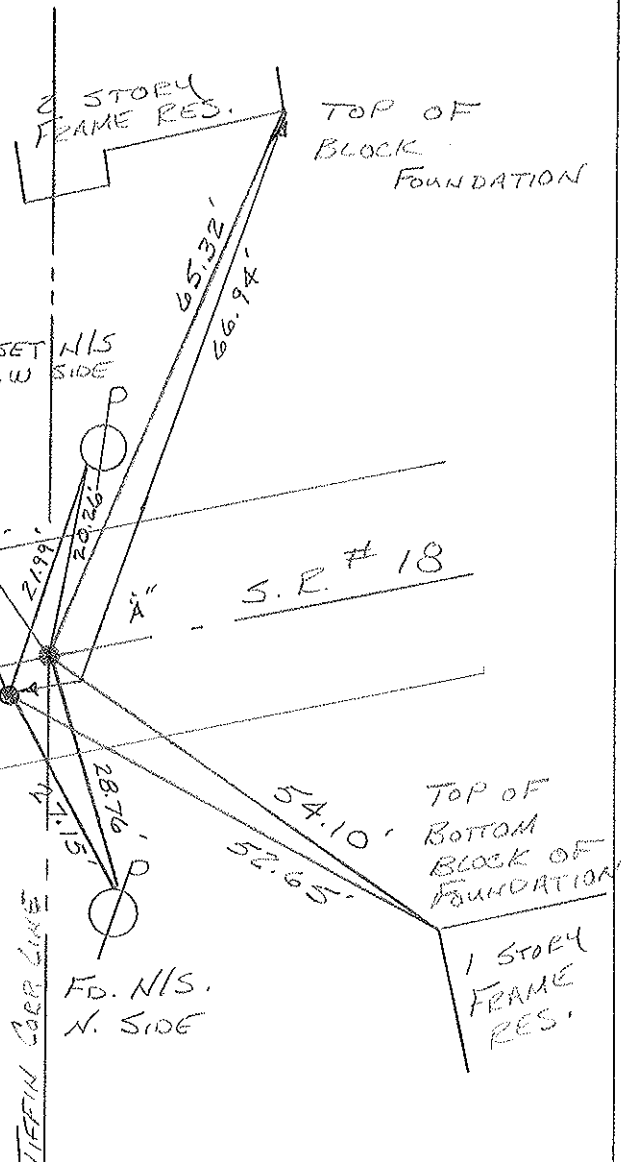 2 STORY
FRAME RES.
TOP OF
BLOCK
FOUNDATION
65.32'
66.94'
SET N/S
.W SIDE
21.99'
20.26'
"A"
S.R. # 18
27.15'
28.76'
54.10'
52.65'
TOP OF
BOTTOM
BLOCK OF
FOUNDATION
1 STORY
FRAME
RES.
FD. N/S.
N. SIDE
TIFFIN CORP. LINE